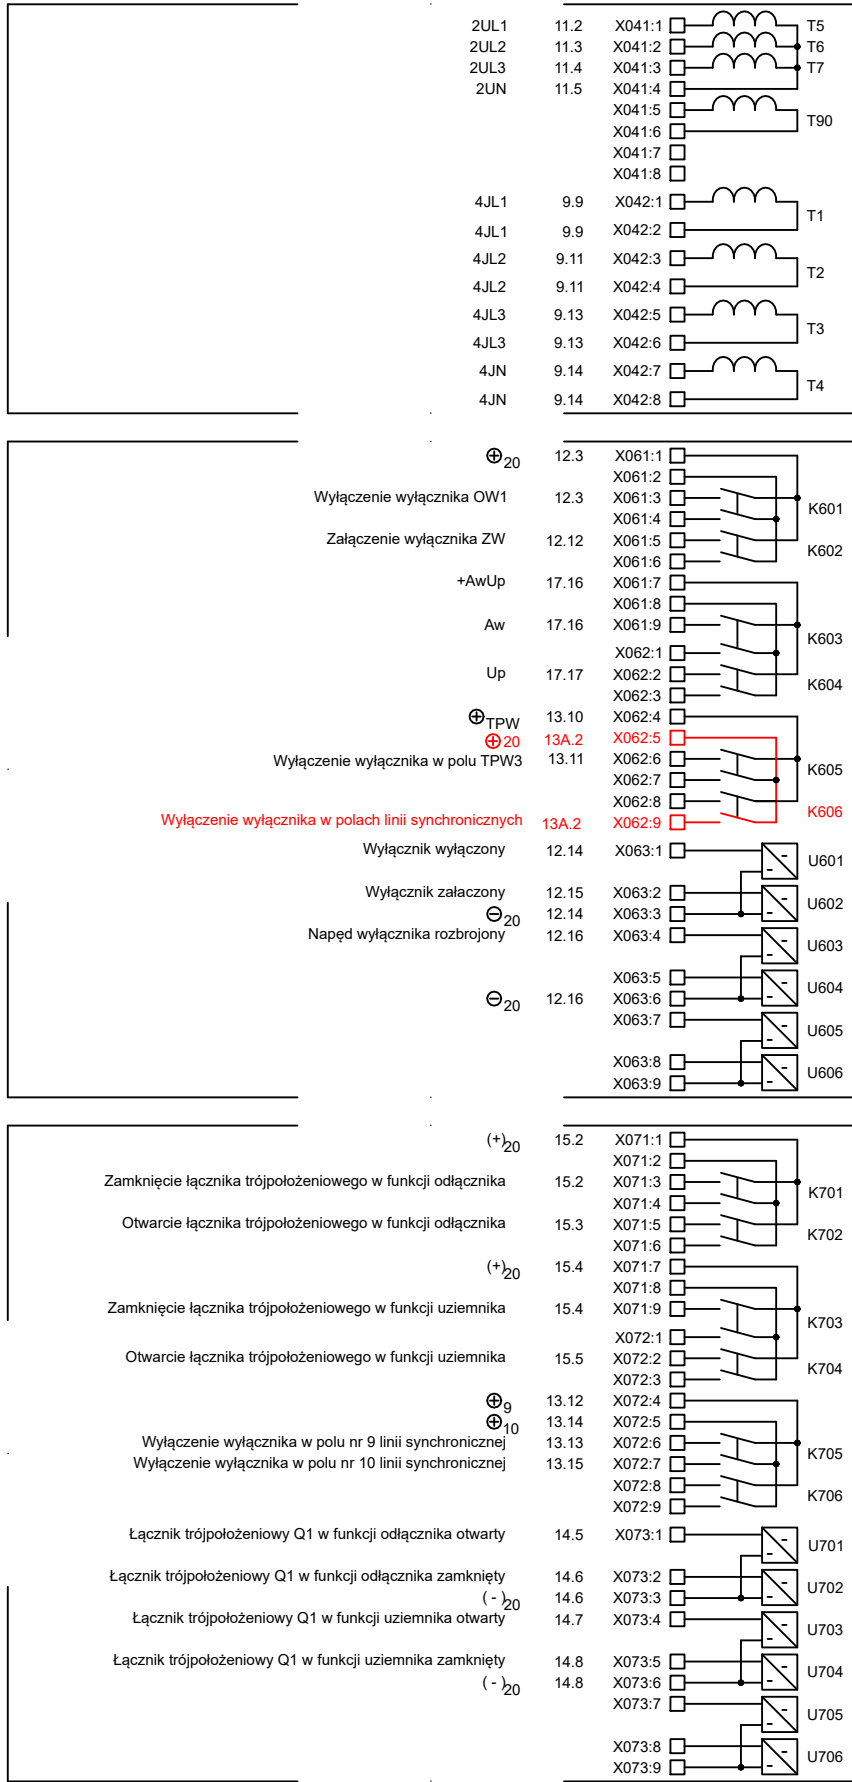 2UL1 11.2 X041:1 T5
2UL2 11.3 X041:2 T6
2UL3 11.4 X041:3 T7
2UN 11.5 X041:4
X041:5
T90
X041:6
X041:7
X041:8
4JL1 9.9 X042:1
T1
4JL1 9.9 X042:2
4JL2 9.11 X042:3
T2
4JL2 9.11 X042:4
4JL3 9.13 X042:5
T3
4JL3 9.13 X042:6
4JN 9.14 X042:7
T4
4JN 9.14 X042:8
⊕20 12.3 X061:1
X061:2
Wyłączenie wyłącznika OW1 12.3 X061:3
K601
X061:4
Załączenie wyłącznika ZW 12.12 X061:5
K602
X061:6
+AwUp 17.16 X061:7
X061:8
Aw 17.16 X061:9
K603
X062:1
Up 17.17 X062:2
K604
X062:3
⊕TPW 13.10 X062:4
⊕20 13A.2 X062:5
Wyłączenie wyłącznika w polu TPW3 13.11 X062:6
K605
X062:7
X062:8
K606
Wyłączenie wyłącznika w polach linii synchronicznych 13A.2 X062:9
Wyłącznik wyłączony 12.14 X063:1
- - U601
Wyłącznik załaczony 12.15 X063:2
- - U602
⊖20 12.14 X063:3
Napęd wyłącznika rozbrojony 12.16 X063:4
- - U603
X063:5
- - U604
⊖20 12.16 X063:6
X063:7
- - U605
X063:8
- - U606
X063:9
(+)20 15.2 X071:1
X071:2
Zamknięcie łącznika trójpołożeniowego w funkcji odłącznika 15.2 X071:3
K701
X071:4
Otwarcie łącznika trójpołożeniowego w funkcji odłącznika 15.3 X071:5
K702
X071:6
(+)20 15.4 X071:7
X071:8
Zamknięcie łącznika trójpołożeniowego w funkcji uziemnika 15.4 X071:9
K703
X072:1
Otwarcie łącznika trójpołożeniowego w funkcji uziemnika 15.5 X072:2
K704
X072:3
⊕9 13.12 X072:4
⊕10 13.14 X072:5
Wyłączenie wyłącznika w polu nr 9 linii synchronicznej 13.13 X072:6
K705
Wyłączenie wyłącznika w polu nr 10 linii synchronicznej 13.15 X072:7
X072:8
K706
X072:9
Łącznik trójpołożeniowy Q1 w funkcji odłącznika otwarty 14.5 X073:1
- - U701
Łącznik trójpołożeniowy Q1 w funkcji odłącznika zamknięty 14.6 X073:2
- - U702
( - )20 14.6 X073:3
Łącznik trójpołożeniowy Q1 w funkcji uziemnika otwarty 14.7 X073:4
- - U703
Łącznik trójpołożeniowy Q1 w funkcji uziemnika zamknięty 14.8 X073:5
- - U704
( - )20 14.8 X073:6
X073:7
- - U705
X073:8
- - U706
X073:9